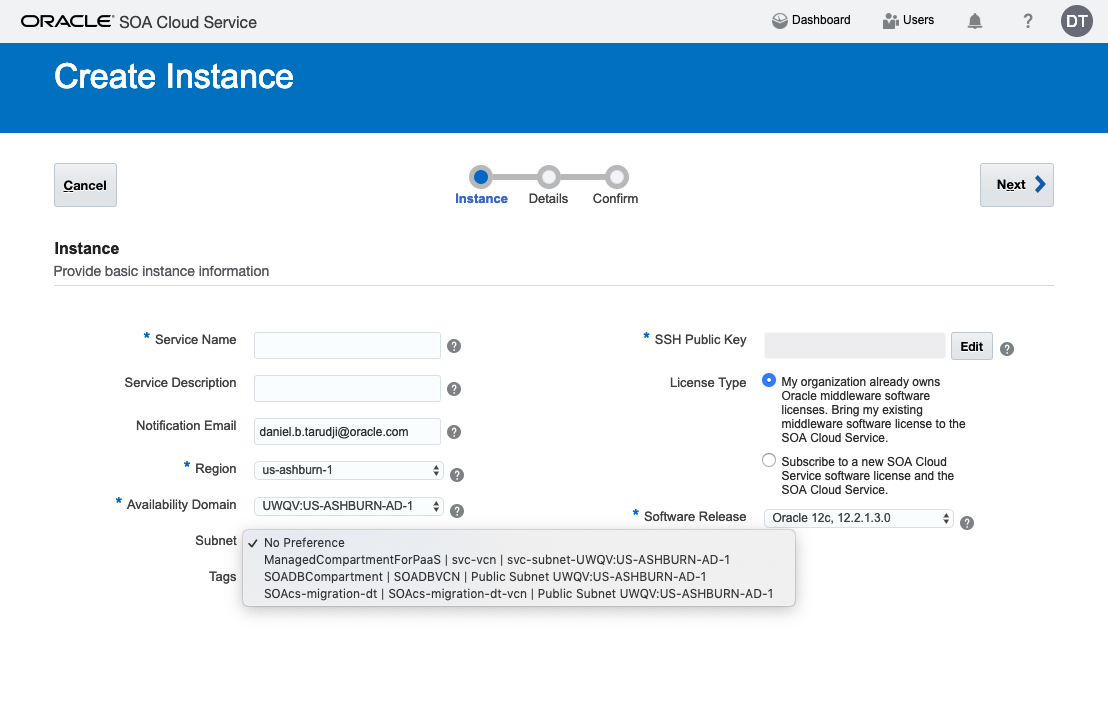 ORACLE® SOA Cloud Service
Dashboard
Users
?
DT
Create Instance
Cancel
Instance
Details
Confirm
Next
Instance
Provide basic instance information
* Service Name
?
Service Description
?
Notification Email
daniel.b.tarudji@oracle.com
?
* Region
us-ashburn-1
?
* Availability Domain
UWQV:US-ASHBURN-AD-1
?
Subnet
✓ No Preference
ManagedCompartmentForPaaS | svc-vcn | svc-subnet-UWQV:US-ASHBURN-AD-1
SOADBCompartment | SOADBVCN | Public Subnet UWQV:US-ASHBURN-AD-1
SOAcs-migration-dt | SOAcs-migration-dt-vcn | Public Subnet UWQV:US-ASHBURN-AD-1
Tags
* SSH Public Key
Edit
?
License Type
My organization already owns
Oracle middleware software
licenses. Bring my existing
middleware software license to the
SOA Cloud Service.
Subscribe to a new SOA Cloud
Service software license and the
SOA Cloud Service.
* Software Release
Oracle 12c, 12.2.1.3.0
?